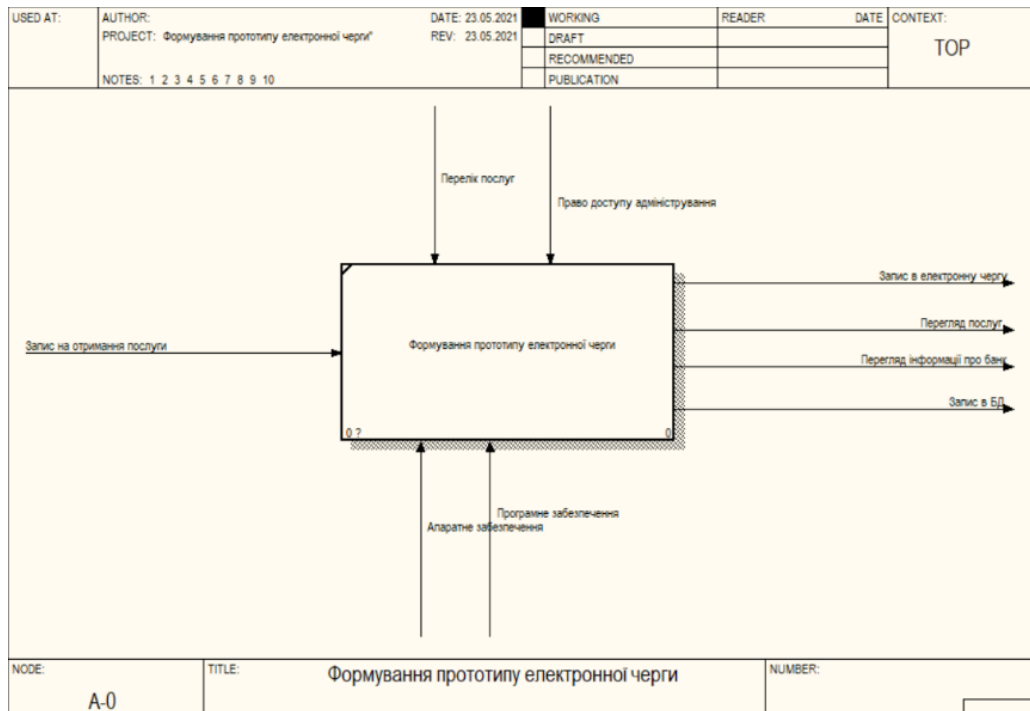 USED AT: AUTHOR: DATE: 23.05.2021 WORKING READER DATE CONTEXT:
PROJECT: Формування прототипу електронної черги" REV: 23.05.2021 DRAFT
TOP
RECOMMENDED
NOTES: 1 2 3 4 5 6 7 8 9 10 PUBLICATION
Перелік послуг
Право доступу адміністрування
Запис в електронну чергу
Перегляд послуг
Запис на отримання послуги
Формування прототипу електронної черги
Перегляд інформації про банк
Запис в БД
0 ? 0
Програмне забезпечення
Апаратне забезпечення
NODE: TITLE: Формування прототипу електронної черги NUMBER:
A-0